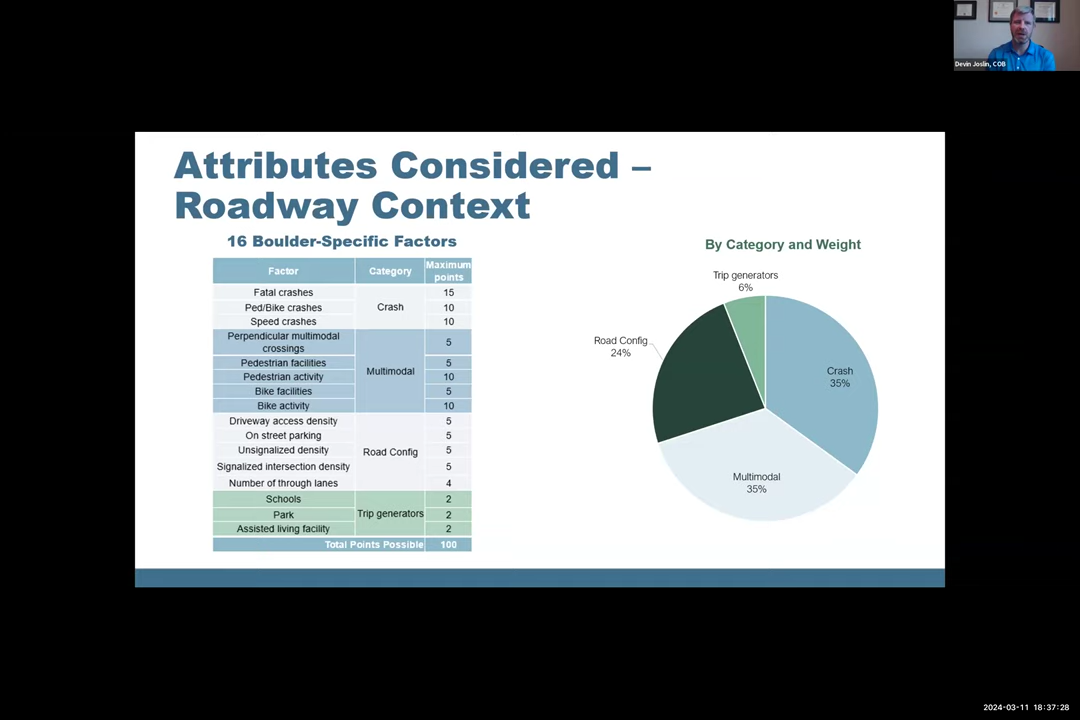 Devin Joslin, COB
Attributes Considered –
Roadway Context
16 Boulder-Specific Factors
Factor Category Maximum points
Fatal crashes 15
Ped/Bike crashes Crash 10
Speed crashes 10
Perpendicular multimodal crossings 5
Pedestrian facilities 5
Pedestrian activity Multimodal 10
Bike facilities 5
Bike activity 10
Driveway access density 5
On street parking 5
Unsignalized density Road Config 5
Signalized intersection density 5
Number of through lanes 4
Schools 2
Park Trip generators 2
Assisted living facility 2
Total Points Possible 100
By Category and Weight
Trip generators
6%
Road Config
24%
Crash
35%
Multimodal
35%
2024-03-11 18:37:28